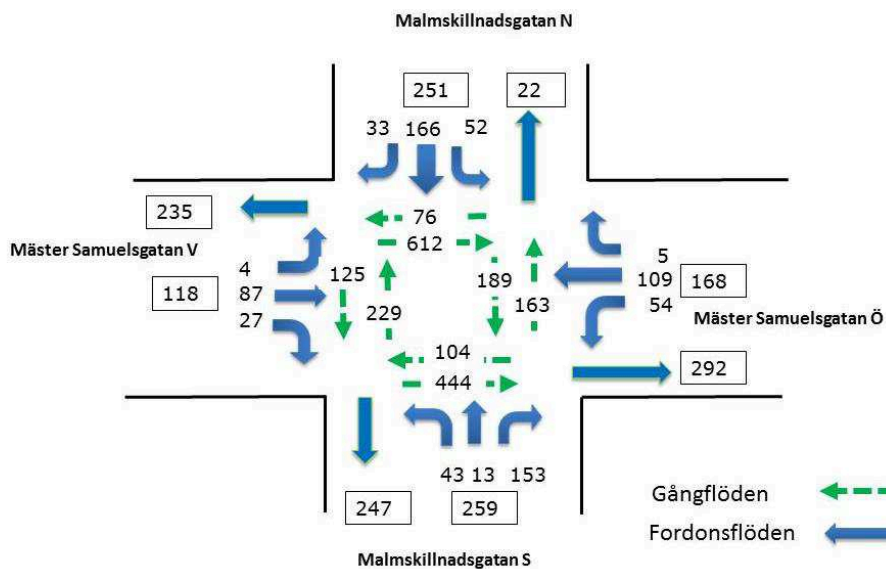 Malmskillnadsgatan N
251 22
33 166 52
235
76
612
Mäster Samuelsgatan V
4
118 87
27
125
229
189
163
5
109 168
54
Mäster Samuelsgatan Ö
104
444
292
43 13 153
247 259
Gångflöden
Fordonsflöden
Malmskillnadsgatan S